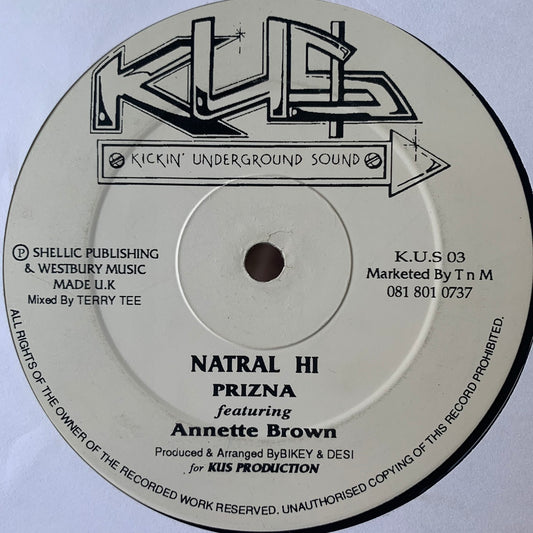 KUS
KICKIN' UNDERGROUND SOUND
Ⓟ SHELLIC PUBLISHING
& WESTBURY MUSIC
MADE U.K
Mixed By TERRY TEE
K.U.S 03
Marketed By T n M
081 801 0737
NATRAL HI
PRIZNA
featuring
Annette Brown
Produced & Arranged ByBIKEY & DESI
for KUS PRODUCTION
ALL RIGHTS OF THE OWNER OF THE RECORDED WORK RESERVED. UNAUTHORISED COPYING OF THIS RECORD PROHIBITED.